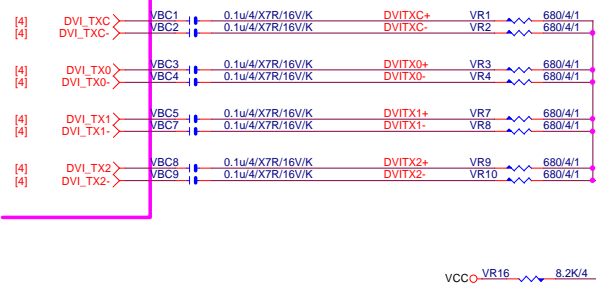 [4] DVI_TXC VBC1 0.1u/4/X7R/16V/K DVITXC+ VR1 680/4/1
[4] DVI_TXC- VBC2 0.1u/4/X7R/16V/K DVITXC- VR2 680/4/1
[4] DVI_TX0 VBC3 0.1u/4/X7R/16V/K DVITX0+ VR3 680/4/1
[4] DVI_TX0- VBC4 0.1u/4/X7R/16V/K DVITX0- VR4 680/4/1
[4] DVI_TX1 VBC5 0.1u/4/X7R/16V/K DVITX1+ VR7 680/4/1
[4] DVI_TX1- VBC7 0.1u/4/X7R/16V/K DVITX1- VR8 680/4/1
[4] DVI_TX2 VBC8 0.1u/4/X7R/16V/K DVITX2+ VR9 680/4/1
[4] DVI_TX2- VBC9 0.1u/4/X7R/16V/K DVITX2- VR10 680/4/1
VCC VR16 8.2K/4